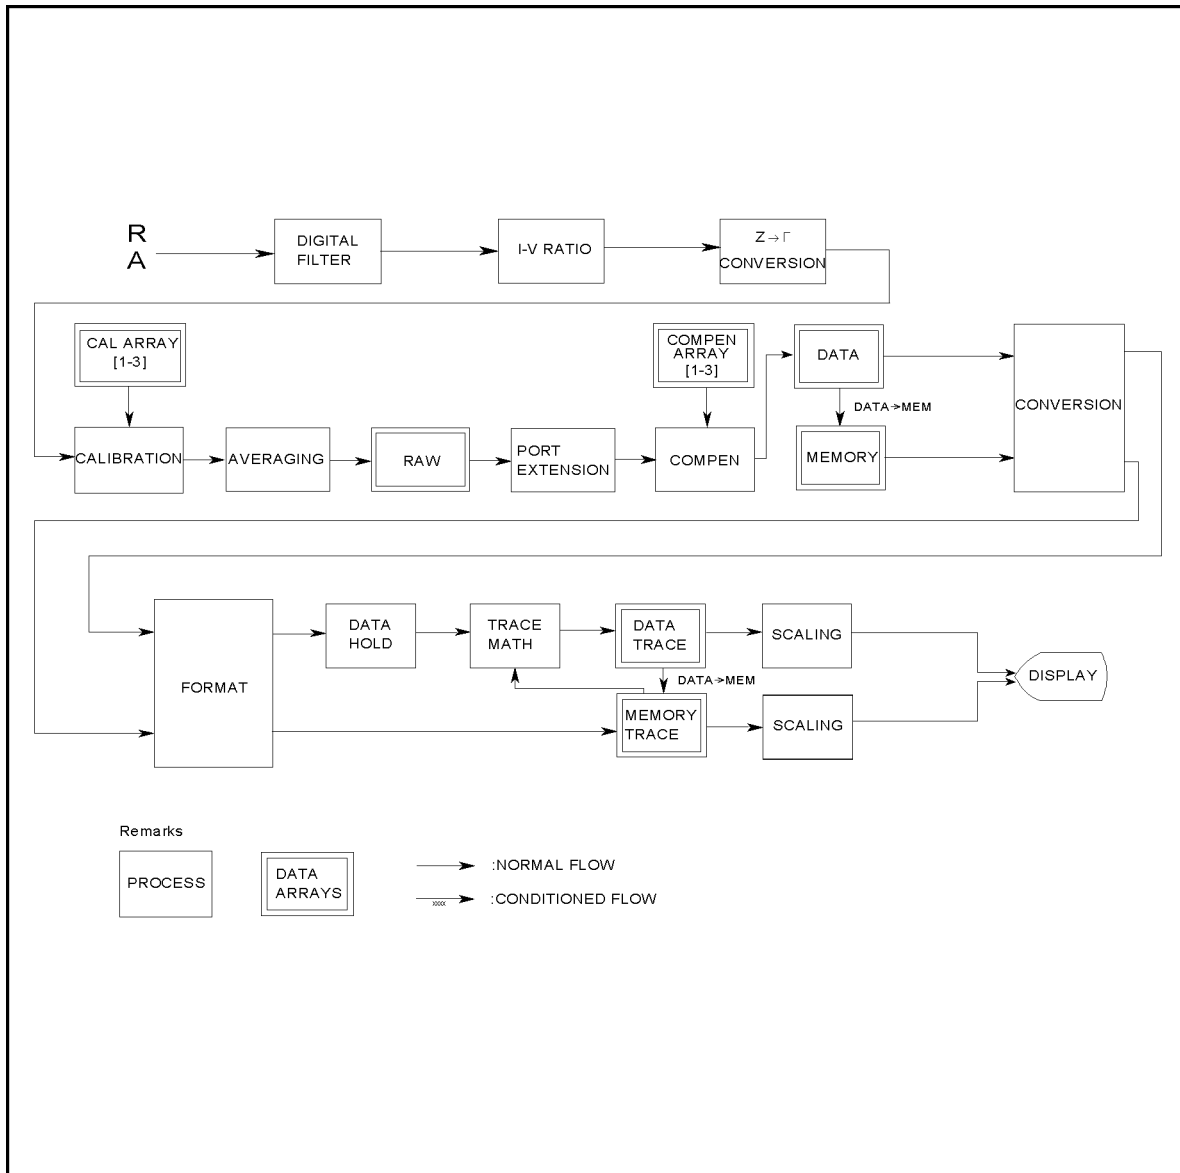 R
A
DIGITAL
FILTER
I-V RATIO
Z→Γ
CONVERSION
CAL ARRAY
[1-3]
COMPEN
ARRAY
[1-3]
DATA
DATA→MEM
CONVERSION
CALIBRATION
AVERAGING
RAW
PORT
EXTENSION
COMPEN
MEMORY
FORMAT
DATA
HOLD
TRACE
MATH
DATA
TRACE
SCALING
DATA→MEM
DISPLAY
MEMORY
TRACE
SCALING
Remarks
PROCESS
DATA
ARRAYS
:NORMAL FLOW
xxxx
:CONDITIONED FLOW